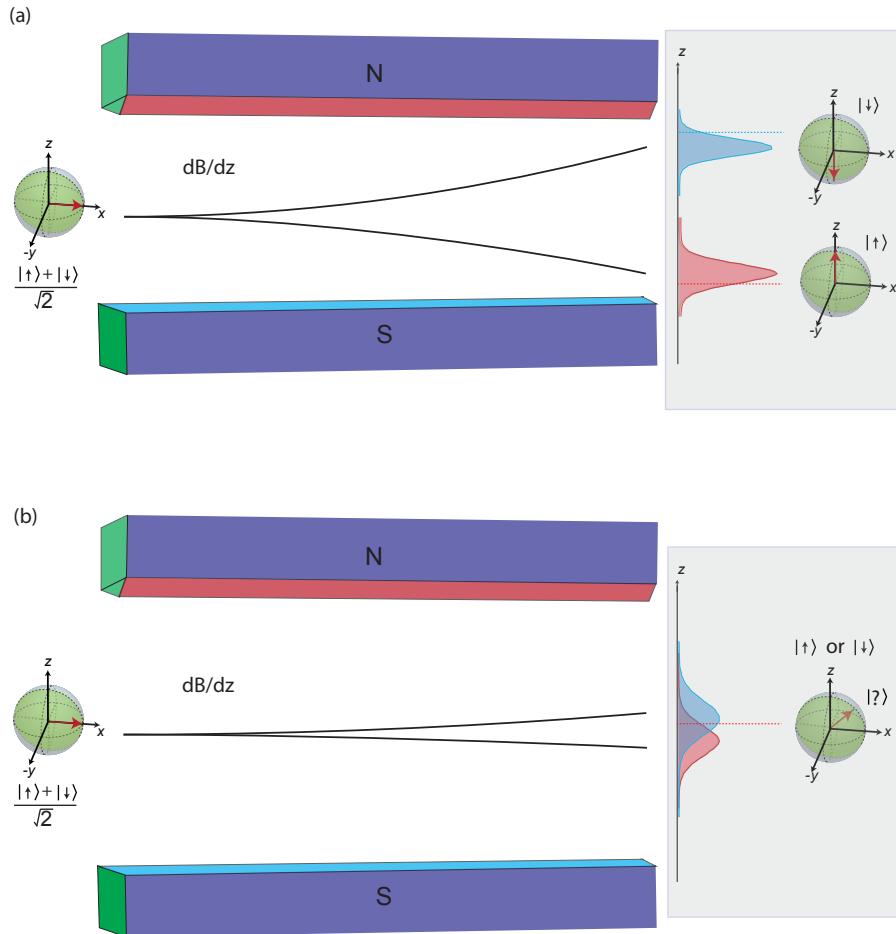 (a)
N
z
|↓⟩
x
-y
dB/dz
z
x
-y
|↑⟩+|↓⟩
√2
z
|↑⟩
x
-y
S
(b)
N
z
dB/dz
|↑⟩ or |↓⟩
z
|?⟩
x
-y
z
x
-y
|↑⟩+|↓⟩
√2
S